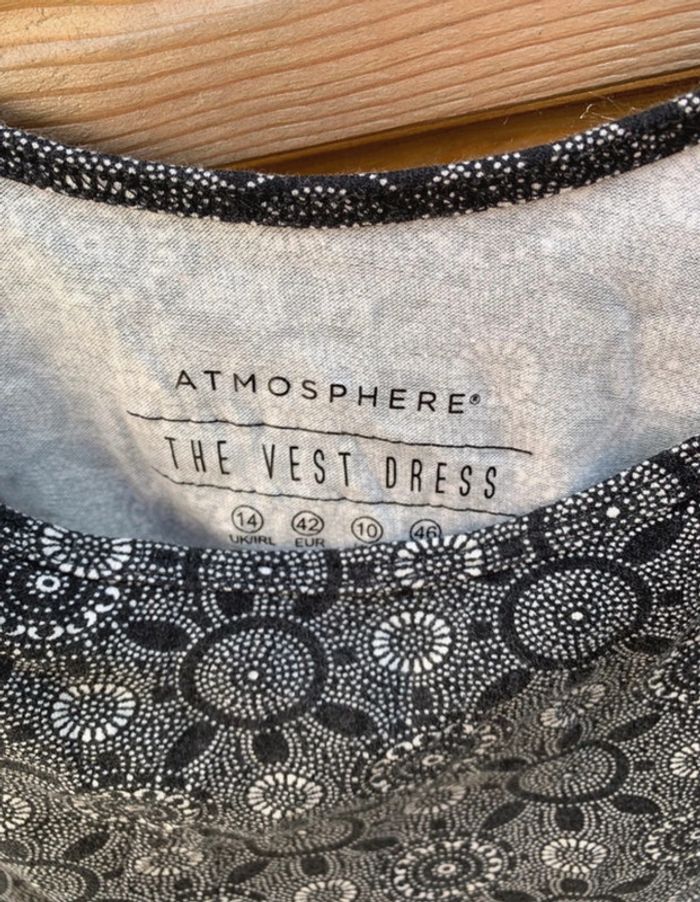 ATMOSPHERE®
THE VEST DRESS
14 42 10 46
UK/IRL EUR